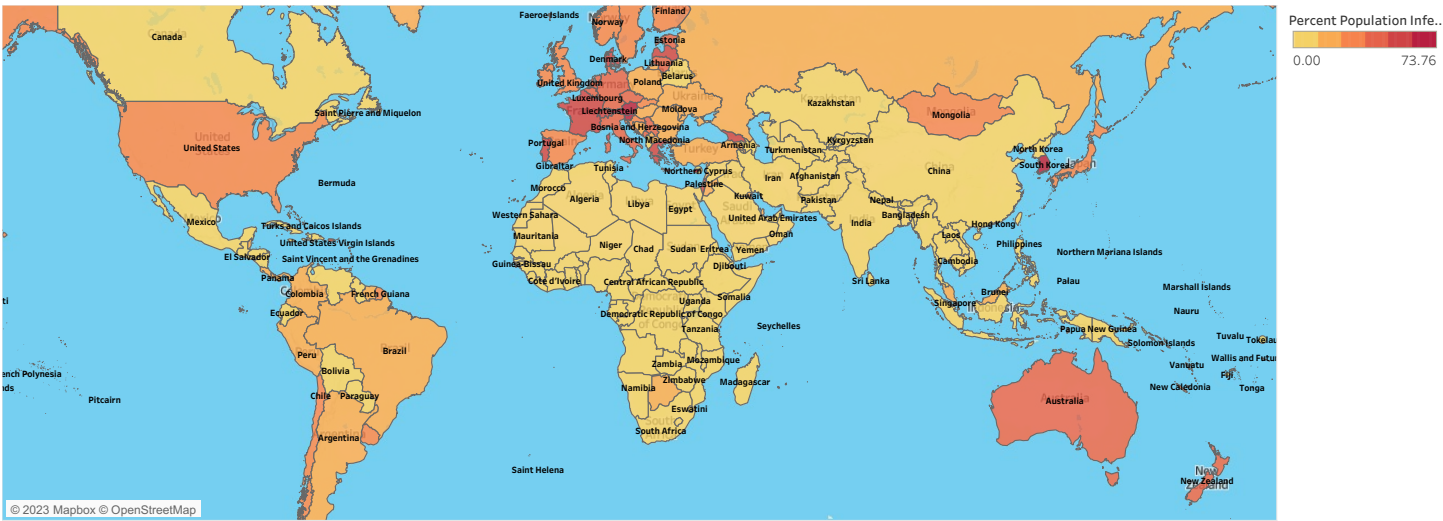 Percent Population Infe..
0.00
73.76
Faeroe Islands
Norway
Finland
Canada
Estonia
Denmark
Lithuania
United Kingdom
Poland
Belarus
Ukraine
Luxembourg
Kazakhstan
Liechtenstein
Moldova
Saint Pierre and Miquelon
Mongolia
Bosnia and Herzegovina
United States
Portugal
North Macedonia
Turkey
Armenia
Kyrgyzstan
Turkmenistan
North Korea
South Korea
Japan
Gibraltar
Tunisia
Northern Cyprus
China
Bermuda
Morocco
Palestine
Iran
Afghanistan
Algeria
Libya
Egypt
Kuwait
Pakistan
Nepal
Western Sahara
Saudi
United Arab Emirates
Bangladesh
Mexico
Turks and Caicos Islands
India
Hong Kong
Mauritania
Oman
Laos
United States Virgin Islands
Niger
Chad
Sudan
Eritrea
Yemen
Philippines
Northern Mariana Islands
El Salvador
Saint Vincent and the Grenadines
Guinea-Bissau
Djibouti
Cambodia
Panama
Côte d'Ivoire
Central African Republic
Sri Lanka
Palau
Marshall Islands
Colombia
French Guiana
Uganda
Somalia
Brunei
Singapore
Indonesia
Ecuador
Democratic Republic of Congo
Nauru
Tanzania
Seychelles
Papua New Guinea
Solomon Islands
Tuvalu
Tokelau
Peru
Brazil
Mozambique
Wallis and Futu
Bolivia
Zambia
Vanuatu
ench Polynesia
Zimbabwe
Madagascar
Fiji
Namibia
New Caledonia
Tonga
Pitcairn
Chile
Paraguay
Australia
Eswatini
South Africa
Argentina
Saint Helena
New Zealand
© 2023 Mapbox © OpenStreetMap